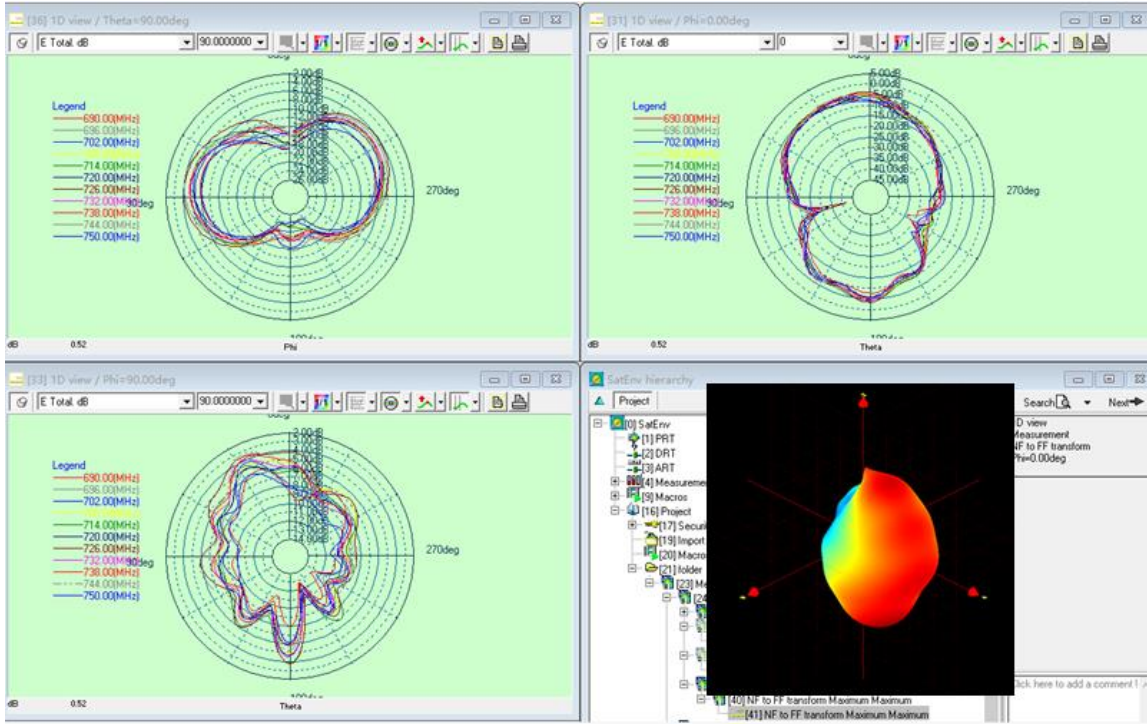 [36] 1D view / Theta=90.00deg
E Total. dB
90.0000000
Legend
690.00(MHz)
696.00(MHz)
702.00(MHz)
714.00(MHz)
720.00(MHz)
726.00(MHz)
732.00(MHz)
738.00(MHz)
744.00(MHz)
750.00(MHz)
90deg
270deg
dB
0.52
Phi
[31] 1D view / Phi=0.00deg
E Total. dB
0
5.00dB
0.00dB
-5.00dB
-10.00dB
-15.00dB
-20.00dB
-25.00dB
-30.00dB
-35.00dB
-40.00dB
-45.00dB
Legend
690.00(MHz)
696.00(MHz)
702.00(MHz)
714.00(MHz)
720.00(MHz)
726.00(MHz)
732.00(MHz)
738.00(MHz)
744.00(MHz)
750.00(MHz)
90deg
270deg
dB
0.52
Theta
[33] 1D view / Phi=90.00deg
E Total. dB
90.0000000
Legend
690.00(MHz)
696.00(MHz)
702.00(MHz)
714.00(MHz)
720.00(MHz)
726.00(MHz)
732.00(MHz)
738.00(MHz)
744.00(MHz)
750.00(MHz)
90deg
270deg
dB
0.52
Theta
SatEnv hierarchy
Project
Search
Next
[0] SatEnv
[1] PRT
[2] DRT
[3] ART
[4] Measureme
[9] Macros
[16] Project
[17] Securi
[19] Import
[20] Macro
[21] folder
[23] Me
[24
[40] NF to FF transform Maximum Maximum
[41] NF to FF transform Maximum Maximum
D view
Measurement
NF to FF transform
Phi=0.00deg
Click here to add a comment !